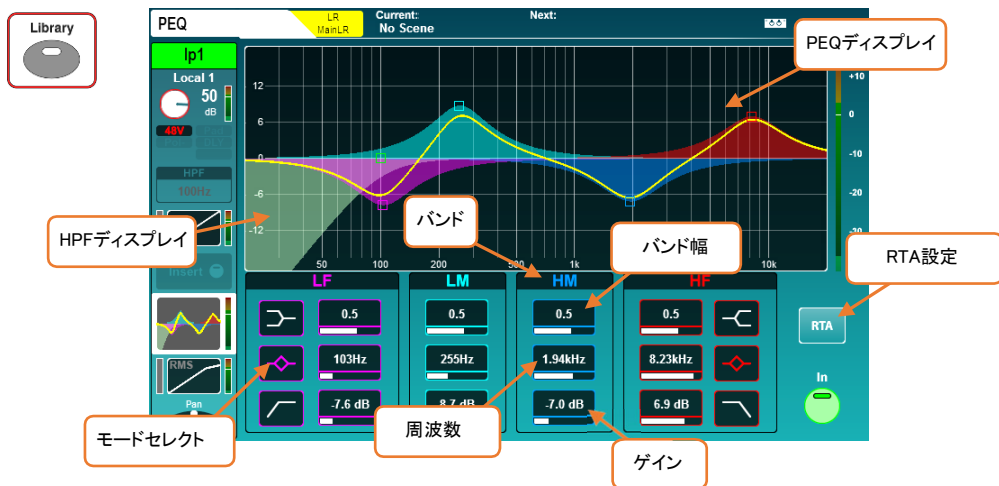 Library
PEQ
LR
MainLR
Current:
No Scene
Next:
PEQディスプレイ
Ip1
Local 1
50
dB
48V
HPF
100Hz
Insert
RMS
Pan
12
6
0
-6
-12
50
100
200
500
1k
10k
+10
0
-10
-20
-30
HPFディスプレイ
バンド
バンド幅
RTA設定
LF
LM
HM
HF
0.5
0.5
0.5
0.5
103Hz
255Hz
1.94kHz
8.23kHz
-7.6 dB
8.7 dB
-7.0 dB
6.9 dB
RTA
In
モードセレクト
周波数
ゲイン